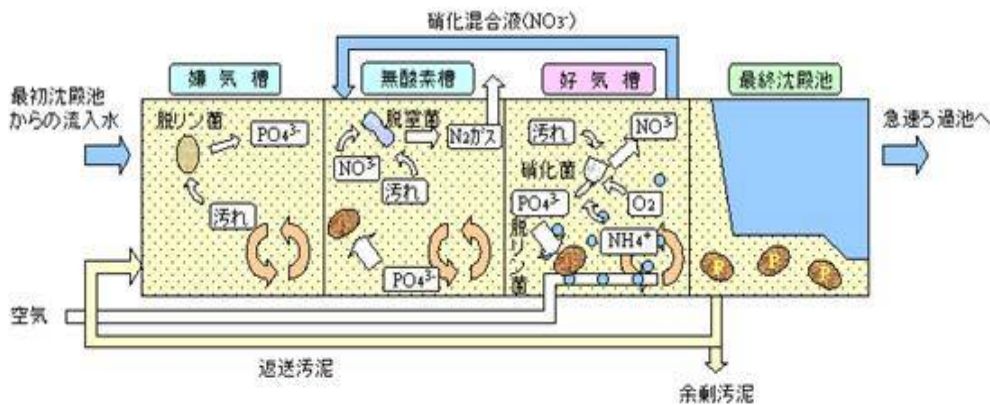 硝化混合液(NO₃⁻)
嫌気槽
無酸素槽
好気槽
最終沈殿池
最初沈殿池
からの流入水
脱リン菌
PO₄³⁻
汚れ
脱窒菌
N₂ガス
NO³⁻
汚れ
PO₄³⁻
汚れ
NO³⁻
硝化菌
PO₄³⁻
O₂
NH₄⁺
脱リン菌
P
P
P
P
急速ろ過池へ
空気
返送汚泥
余剰汚泥